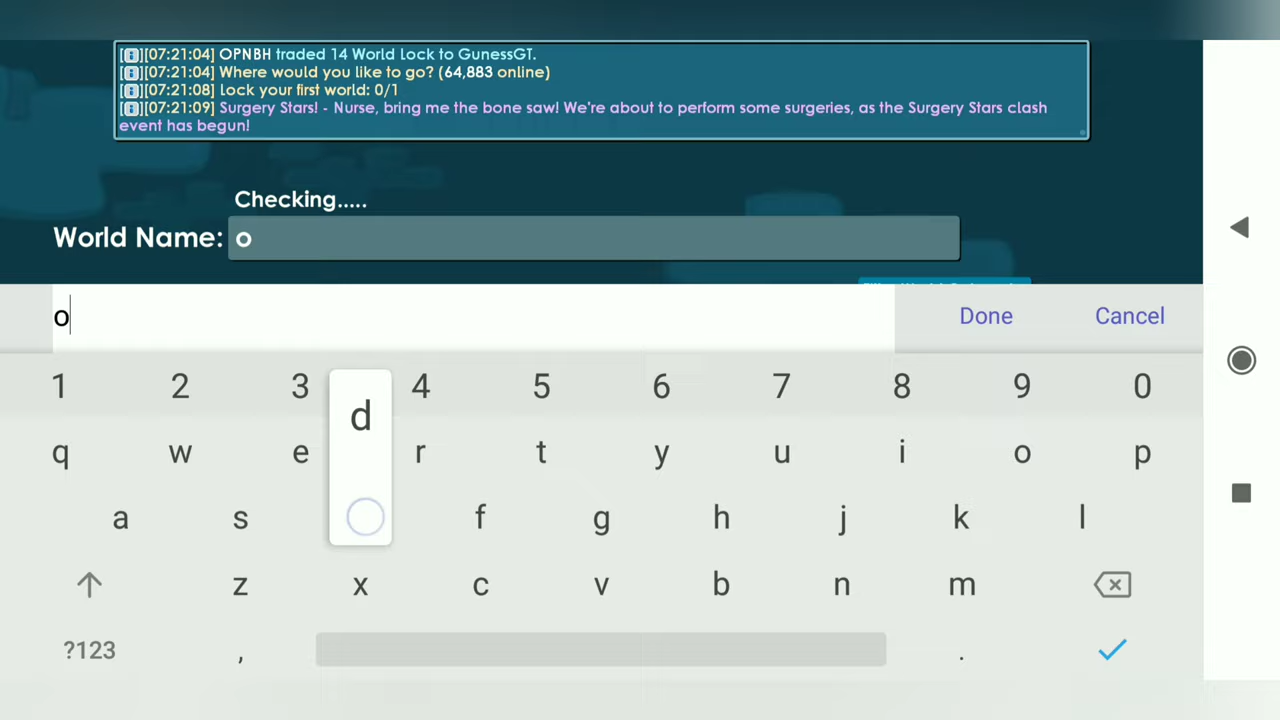 [i][07:21:04] OPNBH traded 14 World Lock to GunessGT.
[i][07:21:04] Where would you like to go? (64,883 online)
[i][07:21:08] Lock your first world: 0/1
[i][07:21:09] Surgery Stars! - Nurse, bring me the bone saw! We're about to perform some surgeries, as the Surgery Stars clash
event has begun!
Checking.....
World Name: o
o Done Cancel
1 2 3 4 5 6 7 8 9 0
d
q w e r t y u i o p
a s f g h j k l
z x c v b n m
?123 , .